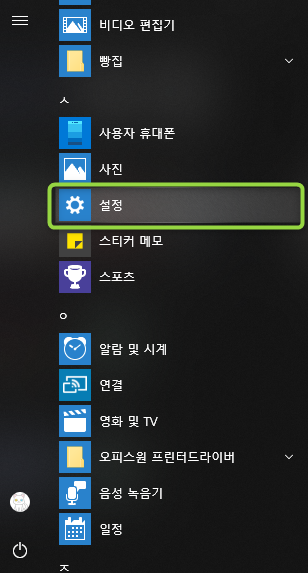 비디오 편집기
빵집
ㅅ
사용자 휴대폰
사진
설정
스티커 메모
스포츠
ㅇ
알람 및 시계
연결
영화 및 TV
오피스원 프린터드라이버
음성 녹음기
일정
ㅈ